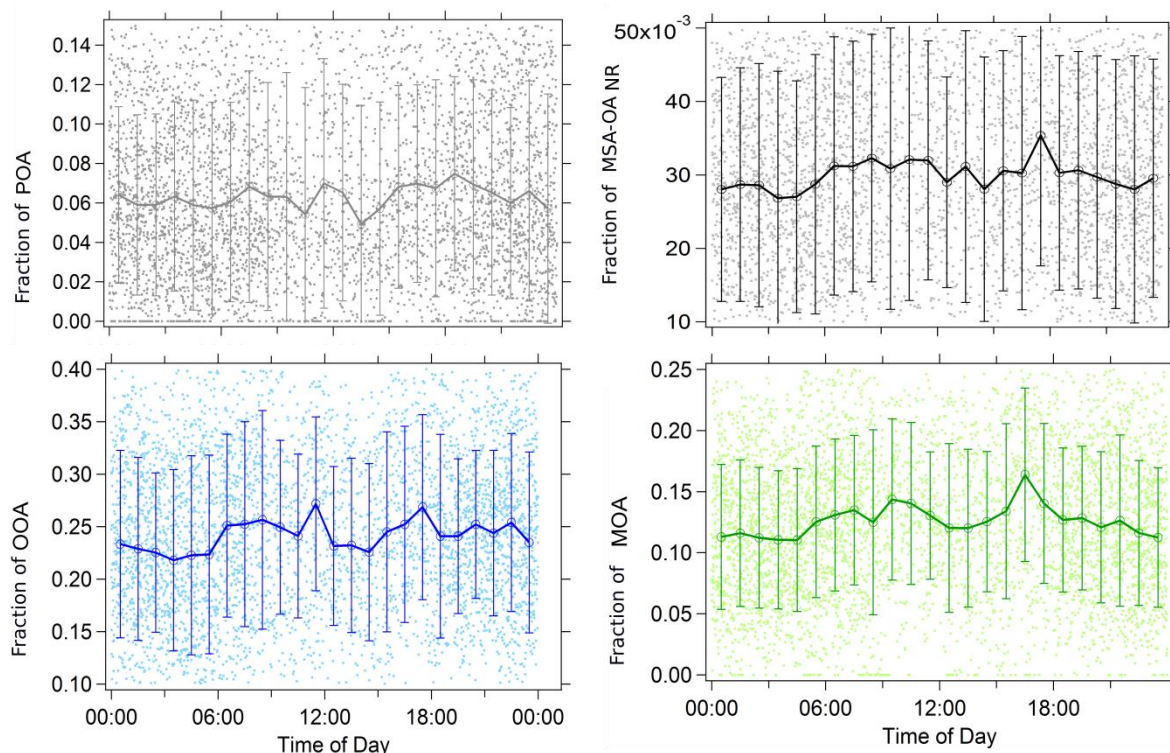 0.14
0.12
0.10
0.08
0.06
0.04
0.02
0.00
Fraction of POA
50x10⁻³
40
30
20
10
Fraction of MSA-OA NR
0.40
0.35
0.30
0.25
0.20
0.15
0.10
Fraction of OOA
00:00 06:00 12:00 18:00 00:00
Time of Day
0.25
0.20
0.15
0.10
0.05
0.00
Fraction of MOA
00:00 06:00 12:00 18:00
Time of Day